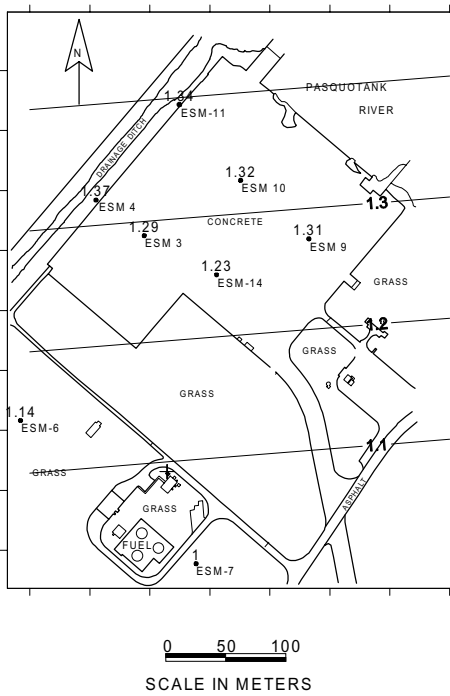 N
1.34
ESM-11
PASQUOTANK
RIVER
DRAINAGE DITCH
1.32
ESM 10
1.37
ESM 4
1.3
CONCRETE
1.29
ESM 3
1.31
ESM 9
1.23
ESM-14
GRASS
1.2
GRASS
GRASS
1.14
ESM-6
1.1
GRASS
ASPHALT
GRASS
FUEL
1
ESM-7
0 50 100
SCALE IN METERS